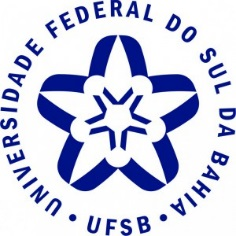 UNIVERSIDADE FEDERAL DO SUL DA BAHIA
• UFSB •